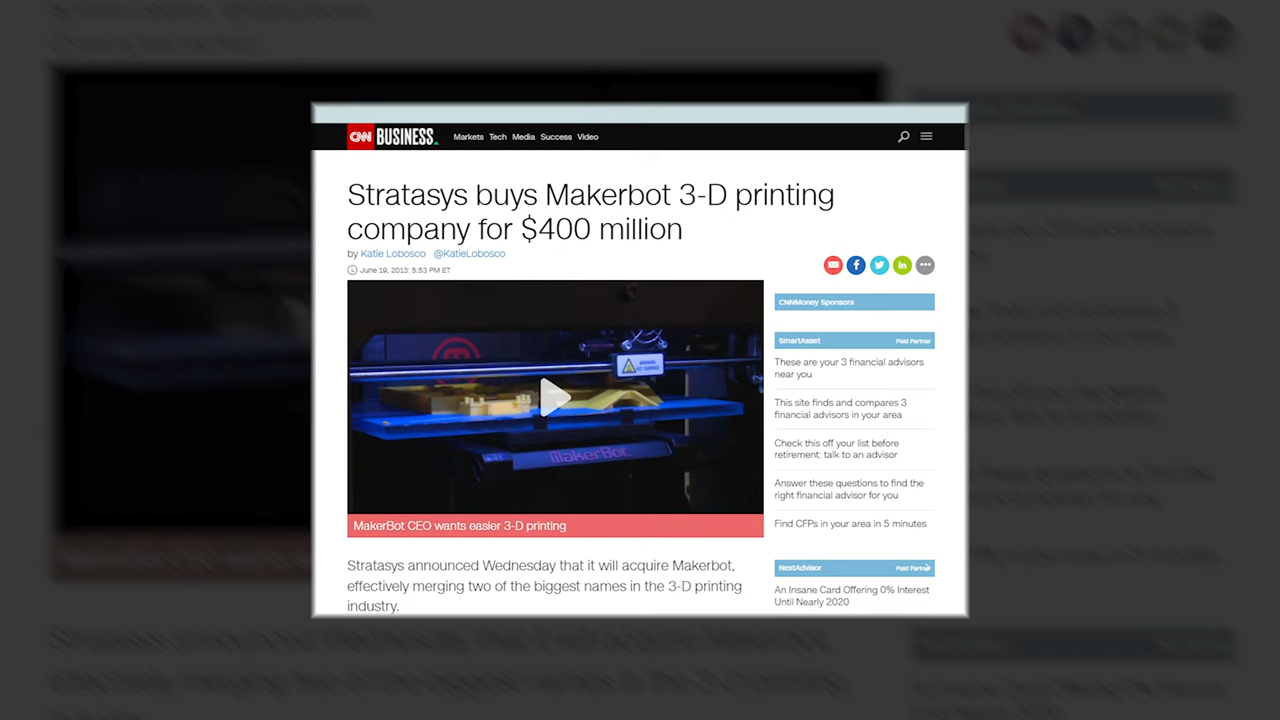 CNN BUSINESS
Markets Tech Media Success Video
Stratasys buys Makerbot 3-D printing
company for $400 million
by Katie Lobosco @KatieLobosco
June 19, 2013: 5:53 PM ET
WARNING
HOT SURFACE
MakerBot
MakerBot CEO wants easier 3-D printing
Stratasys announced Wednesday that it will acquire Makerbot,
effectively merging two of the biggest names in the 3-D printing
industry.
CNNMoney Sponsors
SmartAsset Paid Partner
These are your 3 financial advisors
near you
This site finds and compares 3
financial advisors in your area
Check this off your list before
retirement: talk to an advisor
Answer these questions to find the
right financial advisor for you
Find CFPs in your area in 5 minutes
NextAdvisor Paid Partner
An Insane Card Offering 0% Interest
Until Nearly 2020